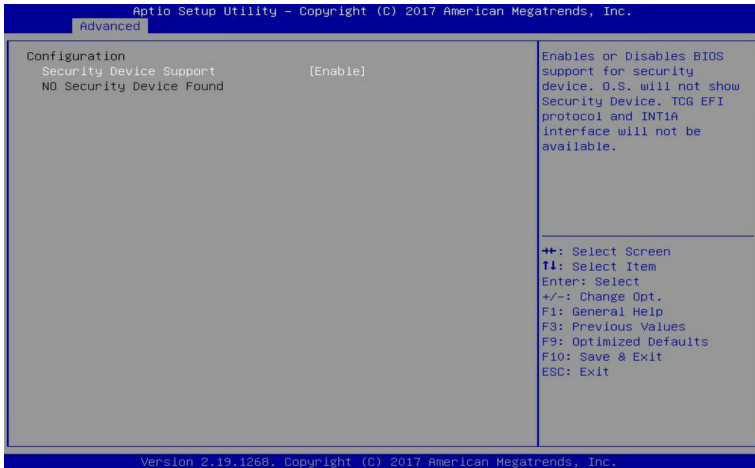 Aptio Setup Utility – Copyright (C) 2017 American Megatrends, Inc.
Advanced
Configuration
Security Device Support [Enable]
NO Security Device Found
Enables or Disables BIOS
support for security
device. O.S. will not show
Security Device. TCG EFI
protocol and INT1A
interface will not be
available.
→←: Select Screen
↑↓: Select Item
Enter: Select
+/-: Change Opt.
F1: General Help
F3: Previous Values
F9: Optimized Defaults
F10: Save & Exit
ESC: Exit
Version 2.19.1268. Copyright (C) 2017 American Megatrends, Inc.